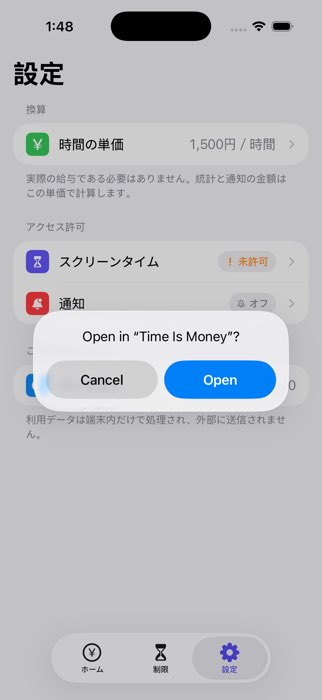 1:48
設定
換算
時間の単価
1,500円 / 時間
実際の給与である必要はありません。統計と通知の金額は
この単価で計算します。
アクセス許可
スクリーンタイム
! 未許可
通知
オフ
Open in “Time Is Money”?
Cancel
Open
利用データは端末内だけで処理され、外部に送信されませ
ん。
ホーム
制限
設定